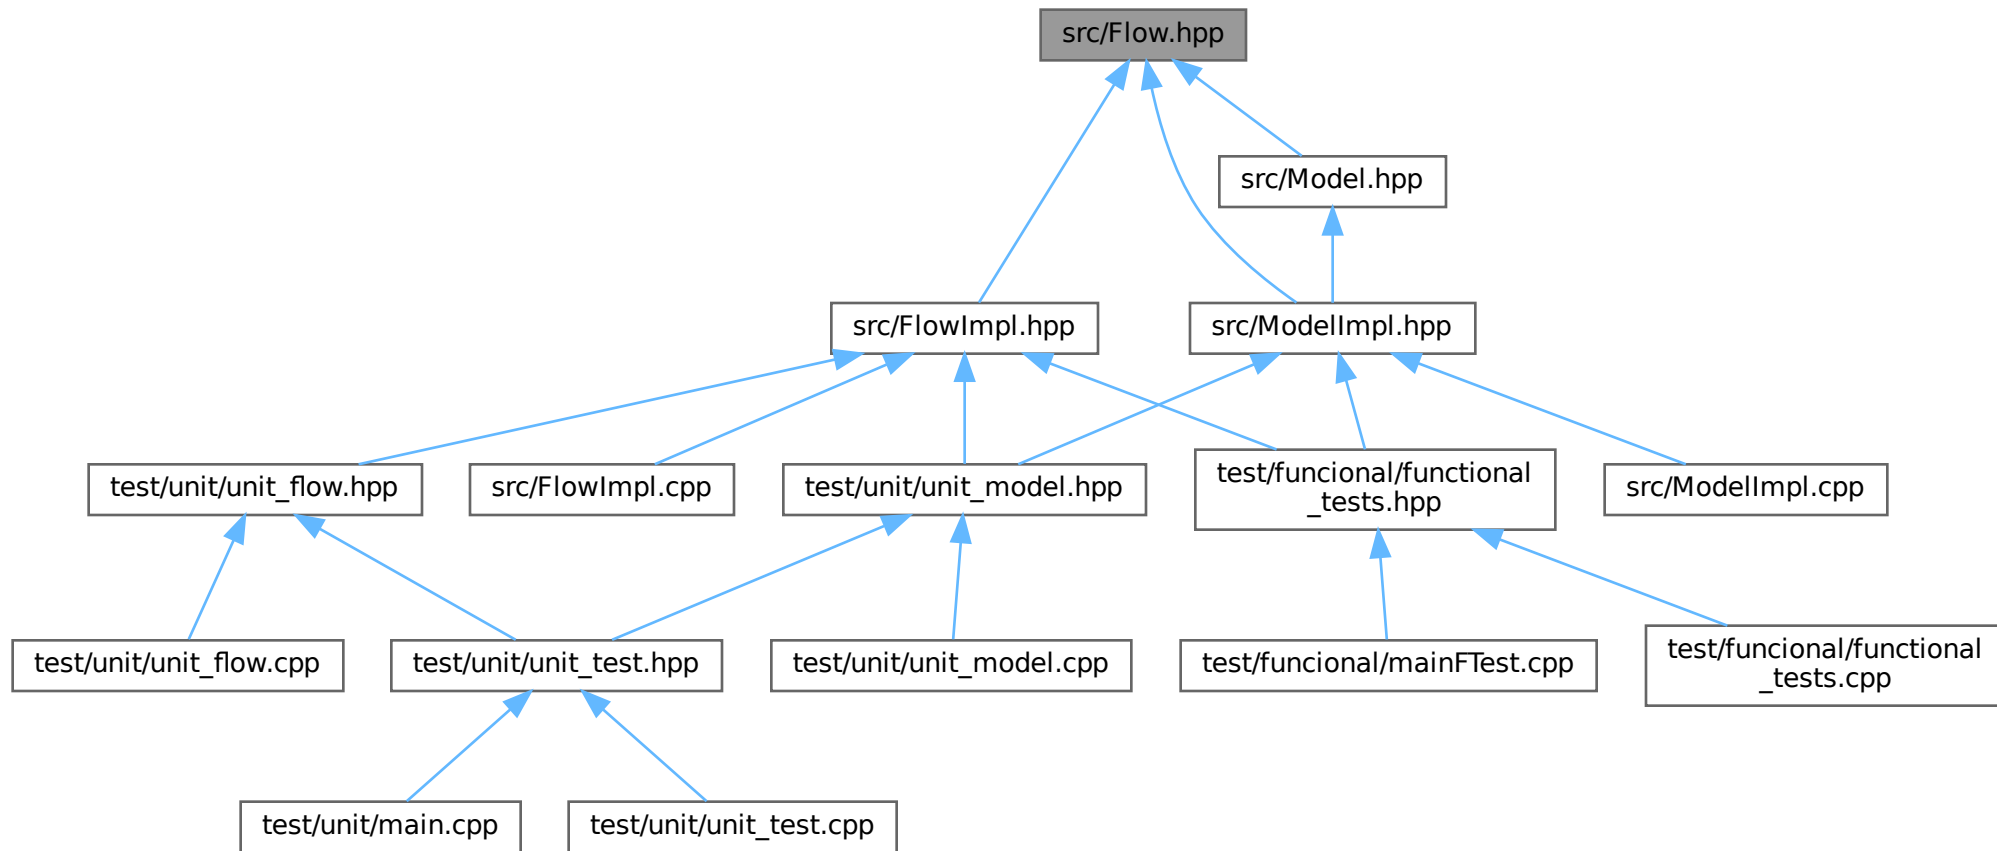 src/Flow.hpp
src/Model.hpp
src/FlowImpl.hpp
src/ModelImpl.hpp
test/unit/unit_flow.hpp
src/FlowImpl.cpp
test/unit/unit_model.hpp
test/funcional/functional
_tests.hpp
src/ModelImpl.cpp
test/unit/unit_flow.cpp
test/unit/unit_test.hpp
test/unit/unit_model.cpp
test/funcional/mainFTest.cpp
test/funcional/functional
_tests.cpp
test/unit/main.cpp
test/unit/unit_test.cpp